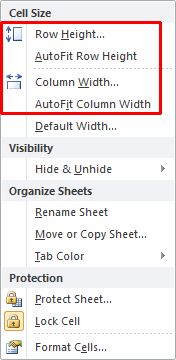 Cell Size
Row Height...
AutoFit Row Height
Column Width...
AutoFit Column Width
Default Width...
Visibility
Hide & Unhide
Organize Sheets
Rename Sheet
Move or Copy Sheet...
Tab Color
Protection
Protect Sheet...
Lock Cell
Format Cells...